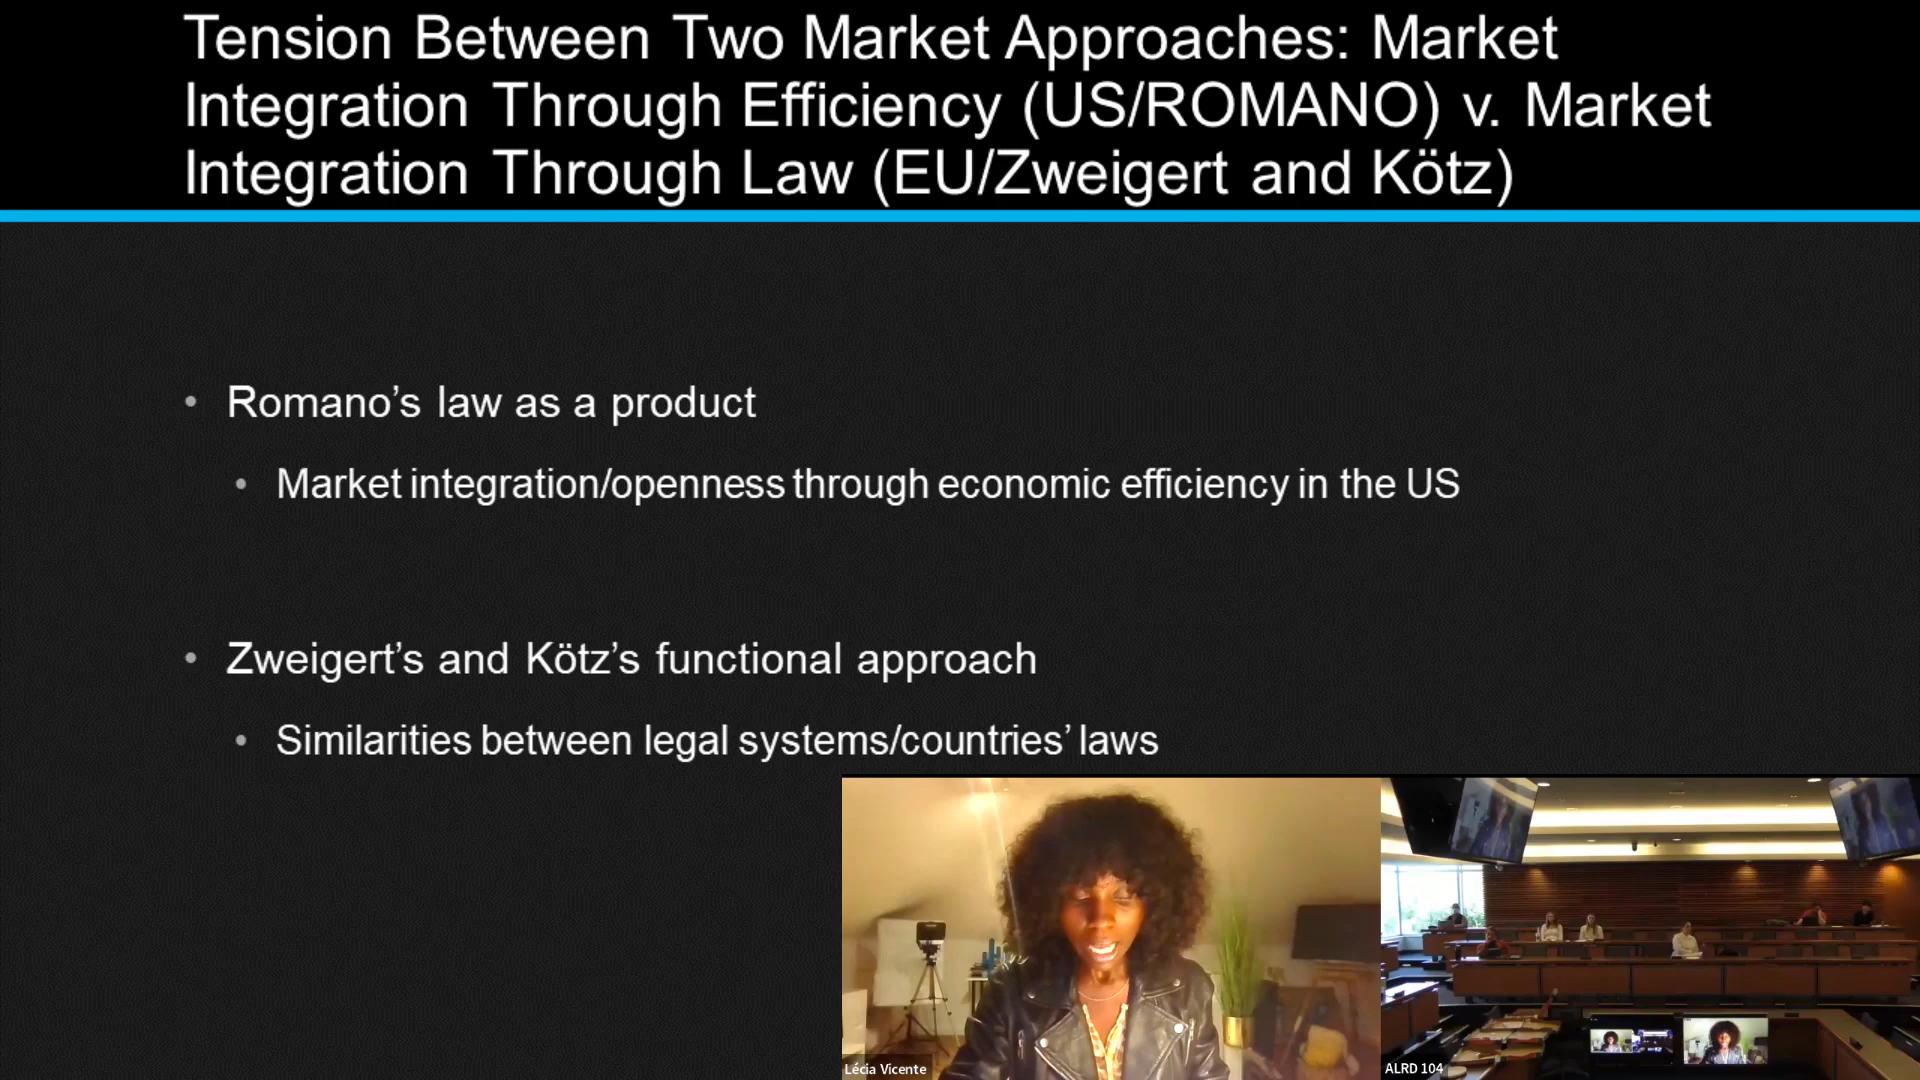 Tension Between Two Market Approaches: Market
Integration Through Efficiency (US/ROMANO) v. Market
Integration Through Law (EU/Zweigert and Kötz)
• Romano’s law as a product
• Market integration/openness through economic efficiency in the US
• Zweigert’s and Kötz’s functional approach
• Similarities between legal systems/countries’ laws
Lécia Vicente
ALRD 104